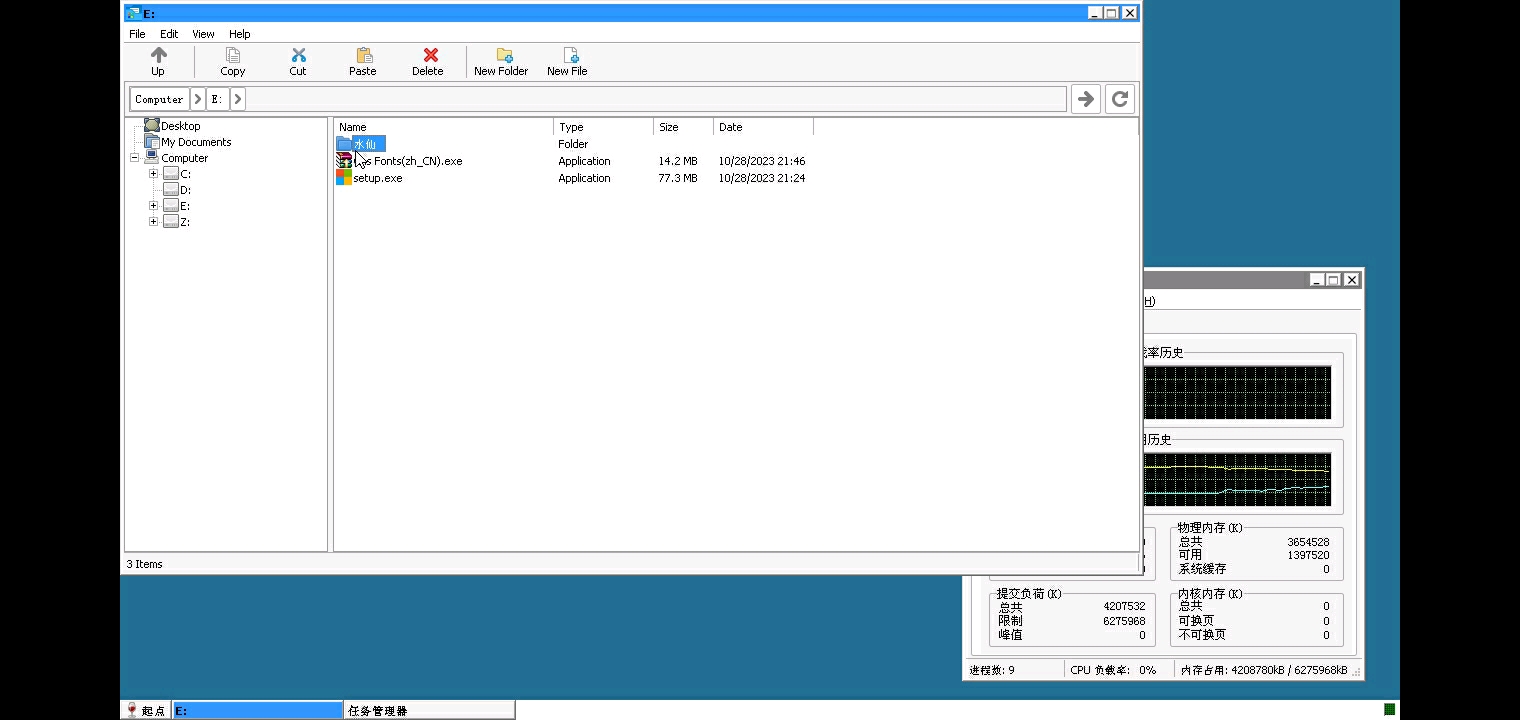 E:
File Edit View Help
Up Copy Cut Paste Delete New Folder New File
Computer E:
Desktop
My Documents
Computer
C:
D:
E:
Z:
Name Type Size Date
水仙 Folder
Fonts(zh_CN).exe Application 14.2 MB 10/28/2023 21:46
setup.exe Application 77.3 MB 10/28/2023 21:24
3 Items
H)
率历史
历史
物理内存(K)
总共 3654528
可用 1397520
系统缓存 0
提交负荷(K)
总共 4207532
限制 6275968
峰值 0
内核内存(K)
总共 0
可换页 0
不可换页 0
进程数: 9 CPU 负载率: 0% 内存占用: 4208780kB / 6275968kB
起点 E: 任务管理器